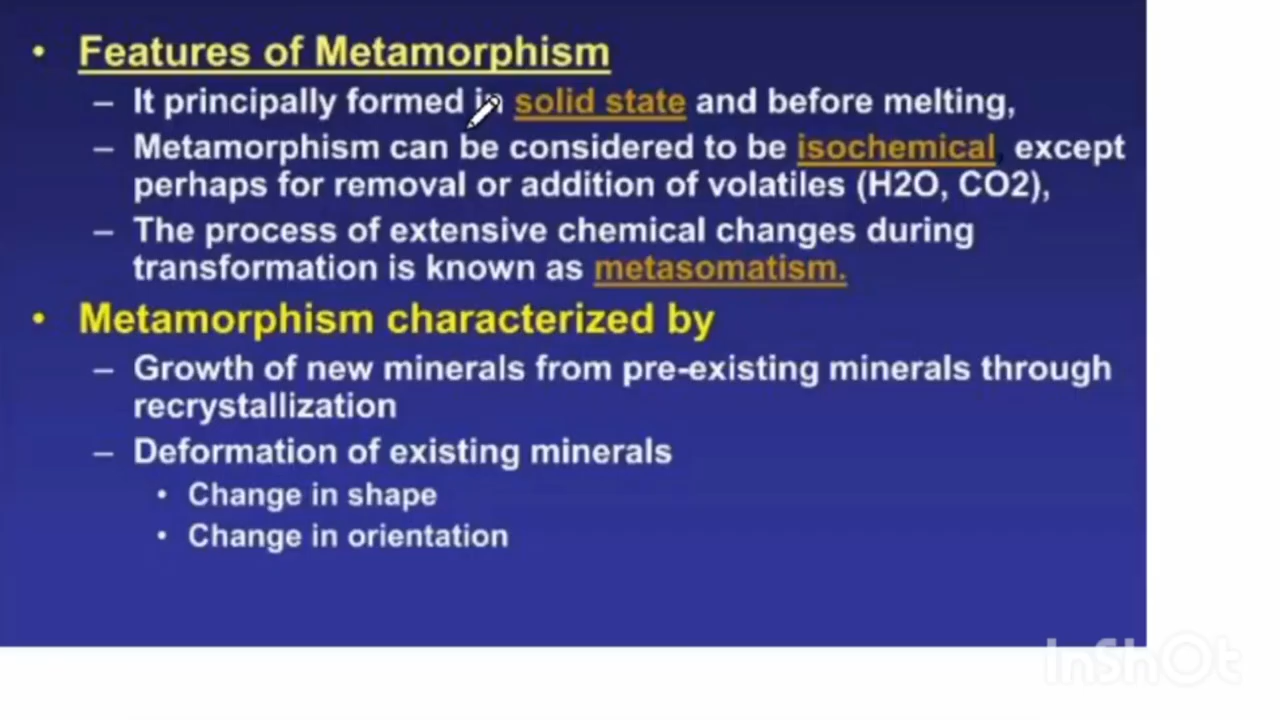 • Features of Metamorphism
– It principally formed in solid state and before melting,
– Metamorphism can be considered to be isochemical, except
perhaps for removal or addition of volatiles (H2O, CO2),
– The process of extensive chemical changes during
transformation is known as metasomatism.
• Metamorphism characterized by
– Growth of new minerals from pre-existing minerals through
recrystallization
– Deformation of existing minerals
• Change in shape
• Change in orientation
InShOt